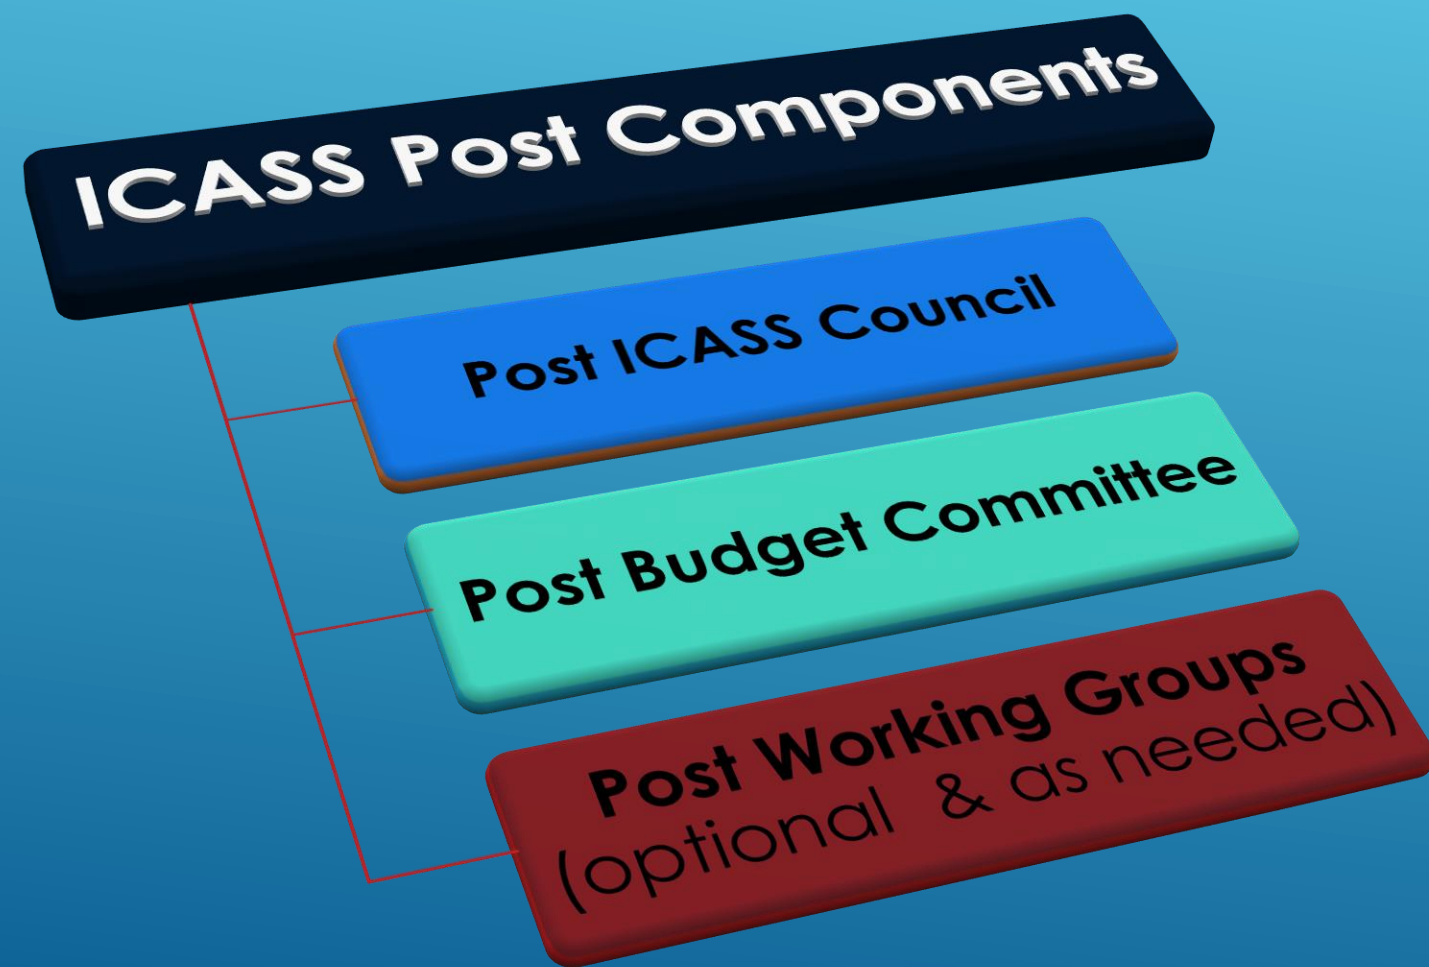 ICASS Post Components
Post ICASS Council
Post Budget Committee
Post Working Groups
(optional & as needed)